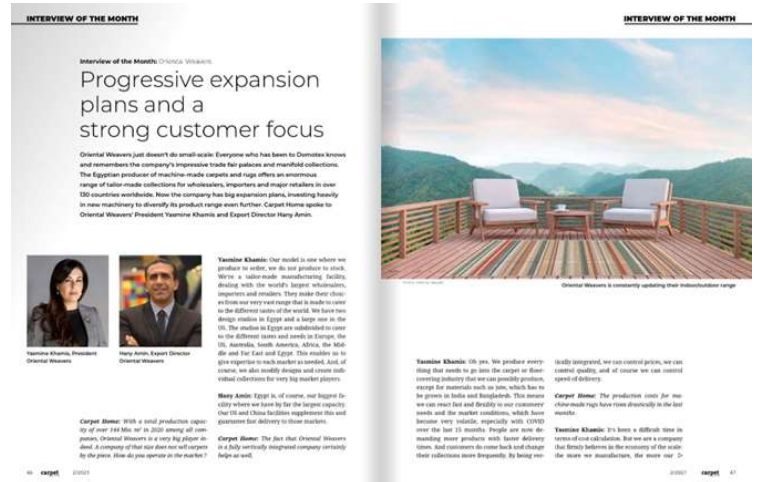 INTERVIEW OF THE MONTH
Interview of the Month: Oriental Weavers
Progressive expansion
plans and a
strong customer focus
Oriental Weavers just doesn't do small-scale: Everyone who has been to Domotex knows
and remembers the company's impressive trade fair palaces and manifold collections.
The Egyptian producer of machine-made carpets and rugs offers an enormous
range of tailor-made collections for wholesalers, importers and major retailers in over
130 countries worldwide. Now the company has big expansion plans, investing heavily
in new machinery to diversify its product range even further. Carpet Home spoke to
Oriental Weavers' President Yasmine Khamis and Export Director Hany Amin.
Yasmine Khamis, President
Oriental Weavers
Hany Amin, Export Director
Oriental Weavers
Carpet Home: With a total production capac-
ity of over 144 Mio m² in 2020 among all com-
panies, Oriental Weavers is a very big player in-
deed. A company of that size does not sell carpets
by the piece. How do you operate in the market?
Yasmine Khamis: Our model is one where we
produce to order, we do not produce to stock.
We're a tailor-made manufacturing facility,
dealing with the world's largest wholesalers,
importers and retailers. They make their choic-
es from our very vast range that is made to cater
to the different tastes of the world. We have two
design studios in Egypt and a large one in the
US. The studios in Egypt are subdivided to cater
to the different tastes and needs in Europe, the
US, Australia, South America, Africa, the Mid-
dle and Far East and Egypt. This enables us to
give expertise to each market as needed. And, of
course, we also modify designs and create indi-
vidual collections for very big market players.
Hany Amin: Egypt is, of course, our biggest fa-
cility where we have by far the largest capacity.
Our US and China facilities supplement this and
guarantee fast delivery to those markets.
Carpet Home: The fact that Oriental Weavers
is a fully vertically integrated company certainly
helps as well.
46 carpet 2/2021
INTERVIEW OF THE MONTH
Oriental Weavers is constantly updating their indoor/outdoor range
Yasmine Khamis: Oh yes. We produce every-
thing that needs to go into the carpet or floor-
covering industry that we can possibly produce,
except for materials such as jute, which has to
be grown in India and Bangladesh. This means
we can react fast and flexibly to our customers'
needs and the market conditions, which have
become very volatile, especially with COVID
over the last 15 months. People are now de-
manding more products with faster delivery
times. And customers do come back and change
their collections more frequently. By being ver-
tically integrated, we can control prices, we can
control quality, and of course we can control
speed of delivery.
Carpet Home: The production costs for ma-
chine-made rugs have risen drastically in the last
months.
Yasmine Khamis: It's been a difficult time in
terms of cost calculation. But we are a company
that firmly believes in the economy of the scale:
the more we manufacture, the more our ▷
2/2021 carpet 47